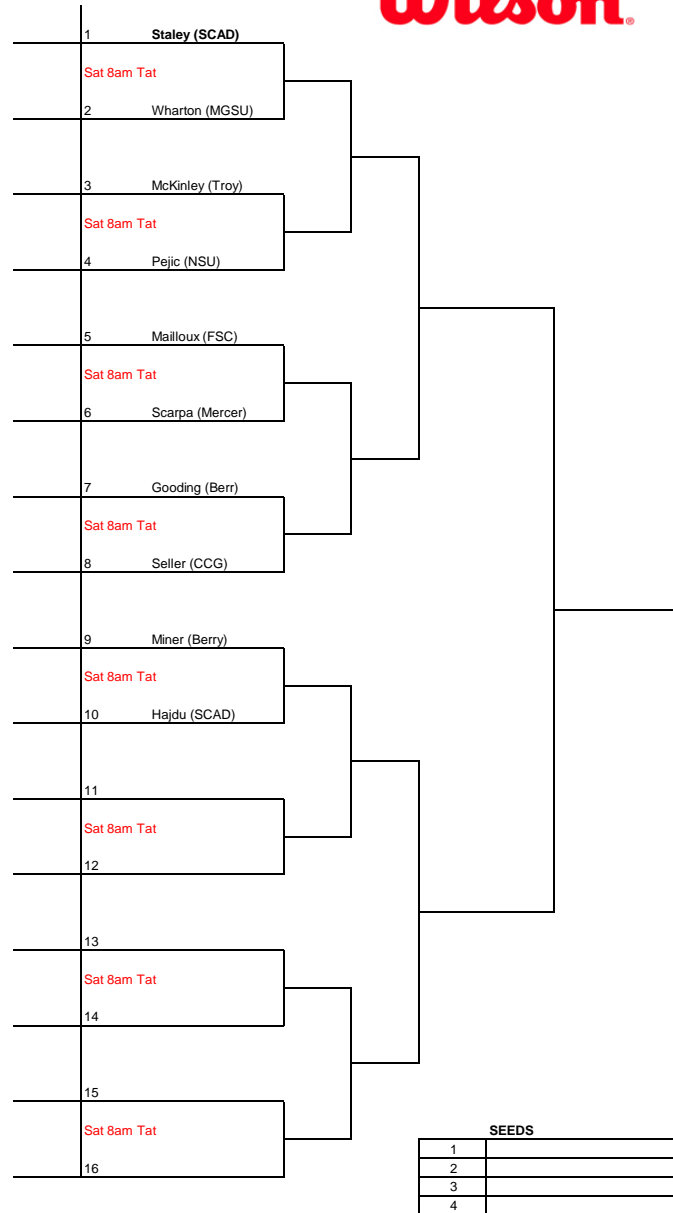 Wilson®
1 Staley (SCAD)
Sat 8am Tat
2 Wharton (MGSU)
3 McKinley (Troy)
Sat 8am Tat
4 Pejic (NSU)
5 Mailloux (FSC)
Sat 8am Tat
6 Scarpa (Mercer)
7 Gooding (Berr)
Sat 8am Tat
8 Seller (CCG)
9 Miner (Berry)
Sat 8am Tat
10 Hajdu (SCAD)
11
Sat 8am Tat
12
13
Sat 8am Tat
14
15
Sat 8am Tat
16
SEEDS
1
2
3
4